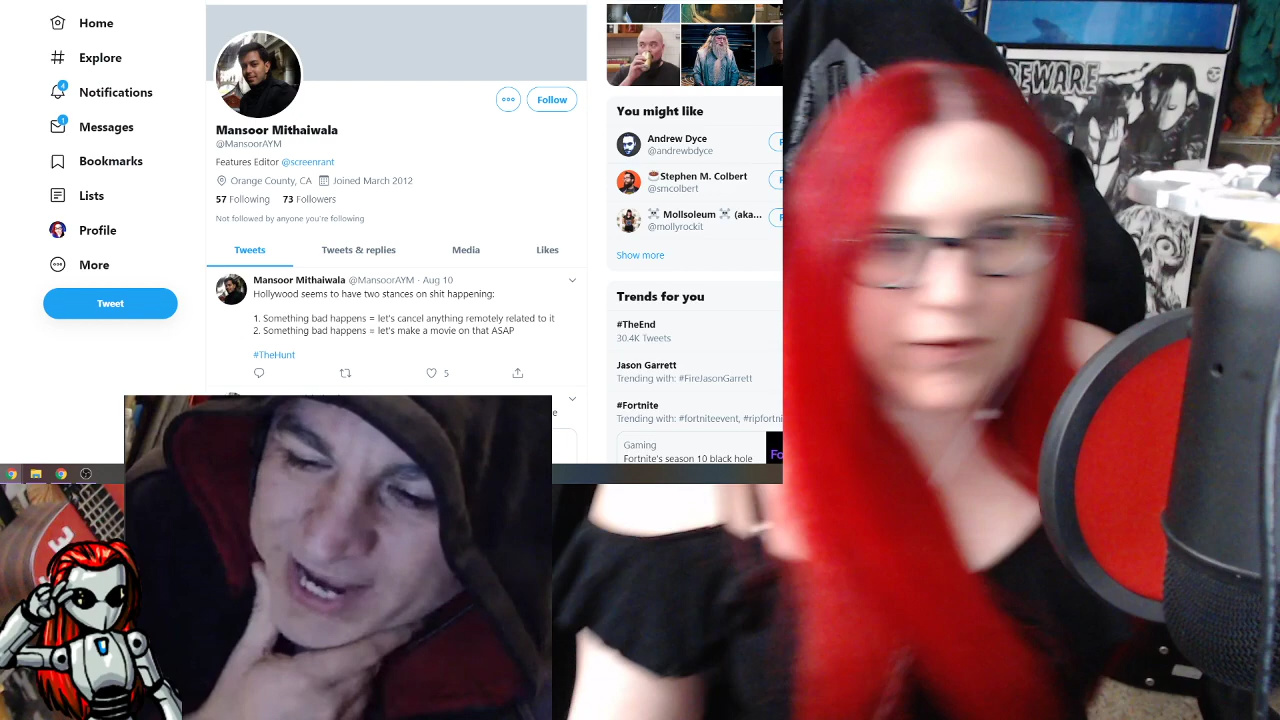 Home
Explore
4
Notifications
1
Messages
Bookmarks
Lists
Profile
More
Tweet
Follow
Mansoor Mithaiwala
@MansoorAYM
Features Editor @screenrant
Orange County, CA Joined March 2012
57 Following 73 Followers
Not followed by anyone you're following
Tweets Tweets & replies Media Likes
Mansoor Mithaiwala @MansoorAYM · Aug 10
Hollywood seems to have two stances on shit happening:
1. Something bad happens = let's cancel anything remotely related to it
2. Something bad happens = let's make a movie on that ASAP
#TheHunt
5
You might like
Andrew Dyce
@andrewbdyce
Stephen M. Colbert
@smcolbert
Mollsoleum (aka...
@mollyrockit
Show more
Trends for you
#TheEnd
30.4K Tweets
Jason Garrett
Trending with: #FireJasonGarrett
#Fortnite
Trending with: #fortniteevent, #ripfortni
Gaming
Fortnite's season 10 black hole
Fo
EWARE